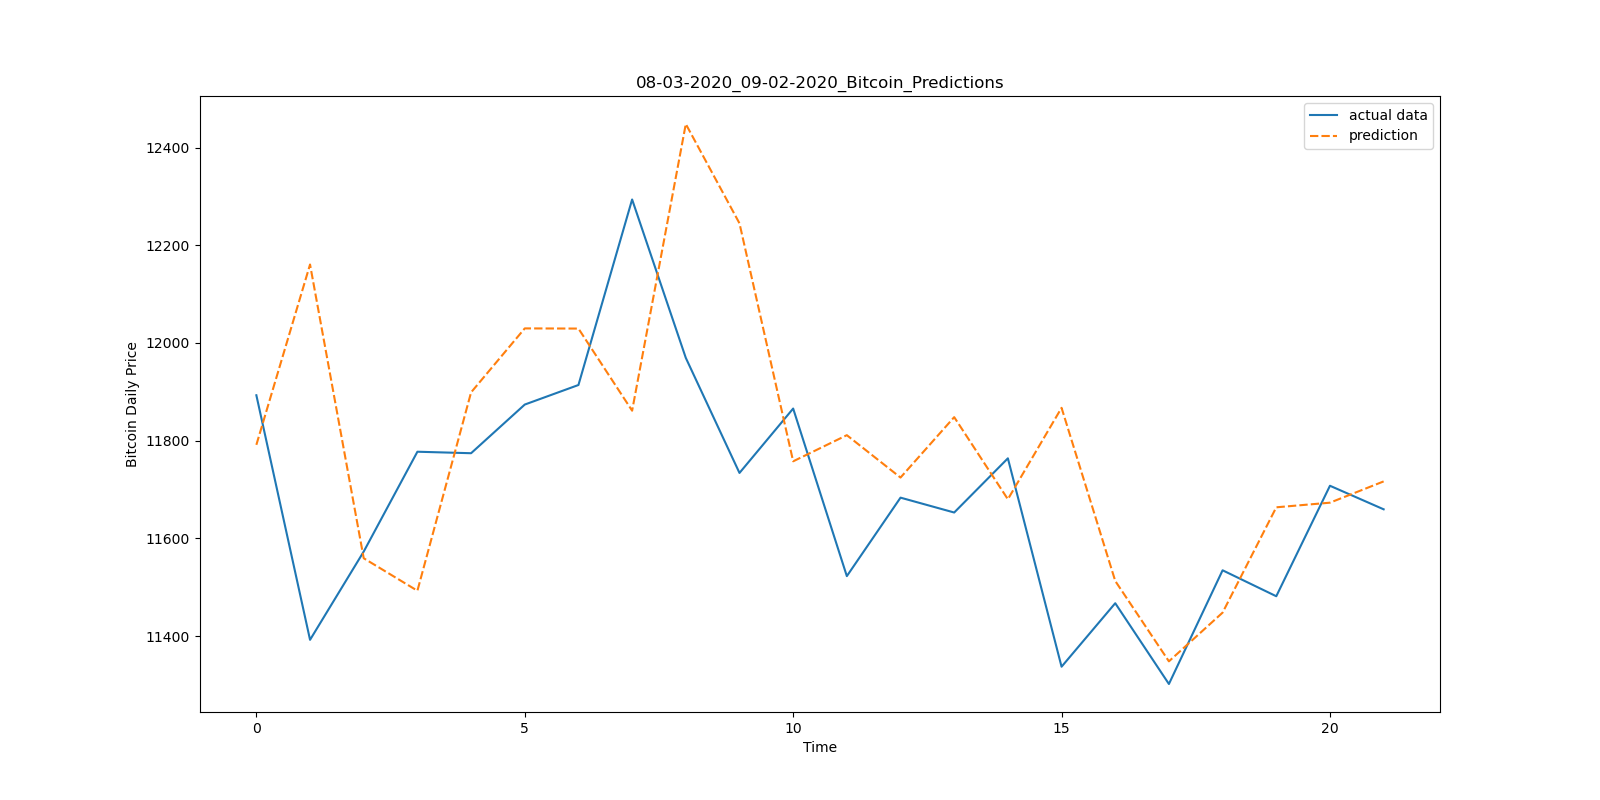 08-03-2020_09-02-2020_Bitcoin_Predictions
actual data
prediction
Bitcoin Daily Price
12400
12200
12000
11800
11600
11400
0 5 10 15 20
Time